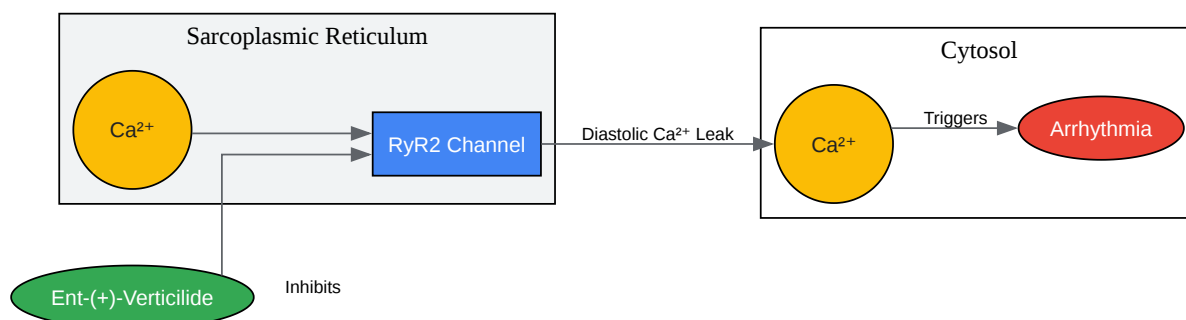 Sarcoplasmic Reticulum
Cytosol
Ca²⁺
RyR2 Channel
Diastolic Ca²⁺ Leak
Ca²⁺
Triggers
Arrhythmia
Ent-(+)-Verticilide
Inhibits